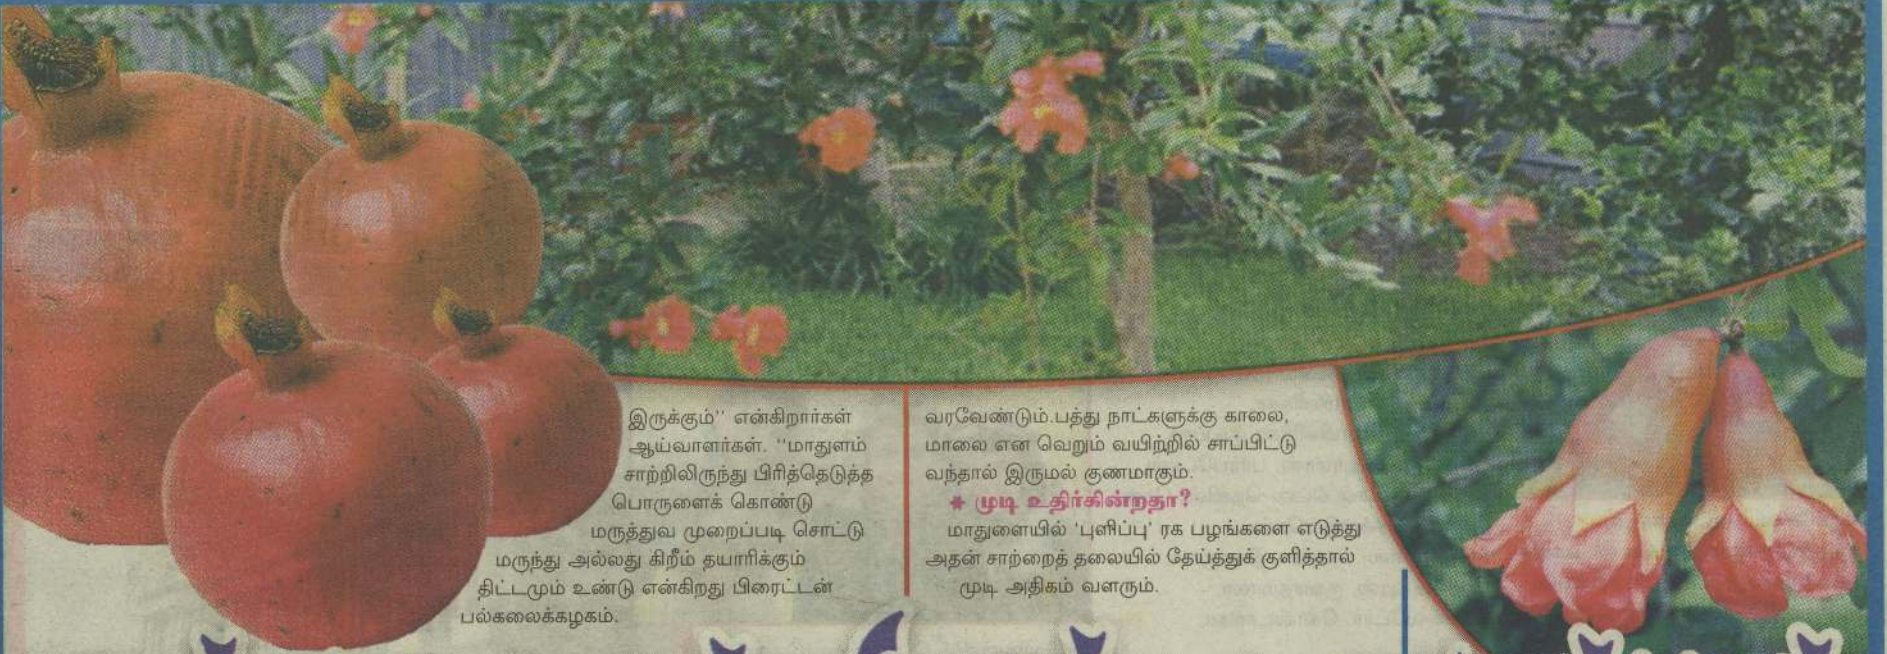 இருக்கும்'' என்கிறார்கள்
ஆய்வாளர்கள். ''மாதுளம்
சாற்றிலிருந்து பிரித்தெடுத்த
பொருளைக் கொண்டு
மருத்துவ முறைப்படி சொட்டு
மருந்து அல்லது கிரீம் தயாரிக்கும்
திட்டமும் உண்டு என்கிறது பிரைட்டன்
பல்கலைக்கழகம்.
வரவேண்டும்.பத்து நாட்களுக்கு காலை,
மாலை என வெறும் வயிற்றில் சாப்பிட்டு
வந்தால் இருமல் குணமாகும்.
* முடி உதிர்கின்றதா?
மாதுளையில் 'புளிப்பு' ரக பழங்களை எடுத்து
அதன் சாற்றைத் தலையில் தேய்த்துக் குளித்தால்
முடி அதிகம் வளரும்.